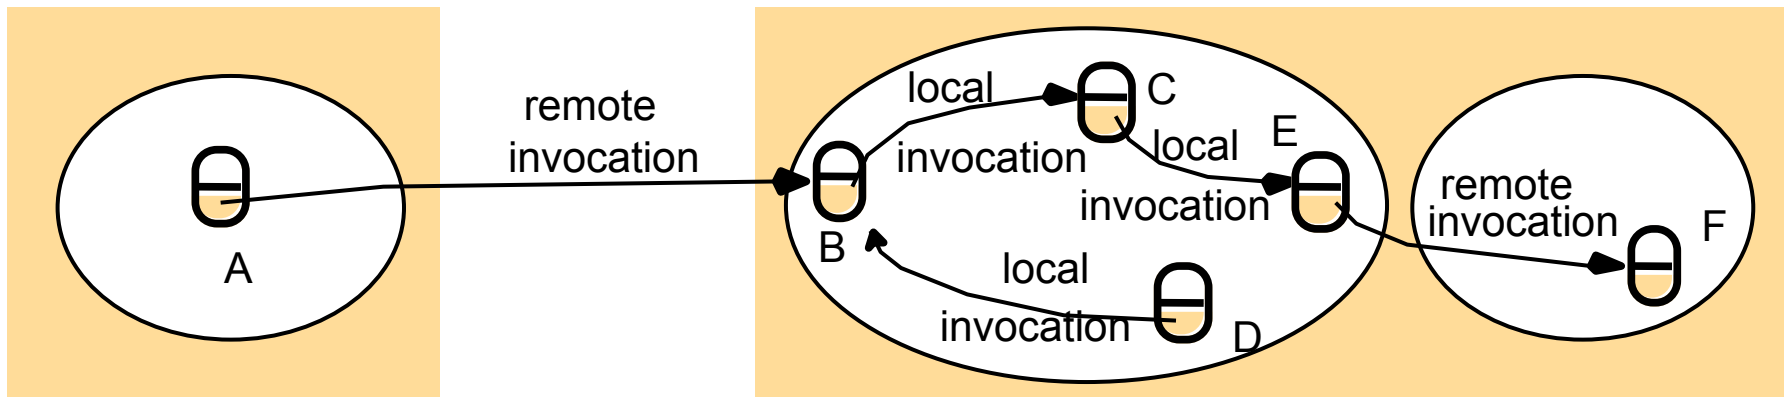 remote
invocation
A
local
invocation
B
C
local
invocation
E
local
invocation
D
remote
invocation
F